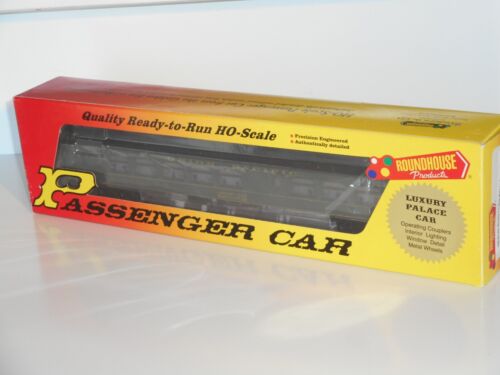 Quality Ready-to-Run HO-Scale
• Precision Engineered
• Authentically detailed
ROUNDHOUSE
Products
LUXURY
PALACE
CAR
Operating Couplers
Interior Lighting
Window Detail
Metal Wheels
PASSENGER CAR